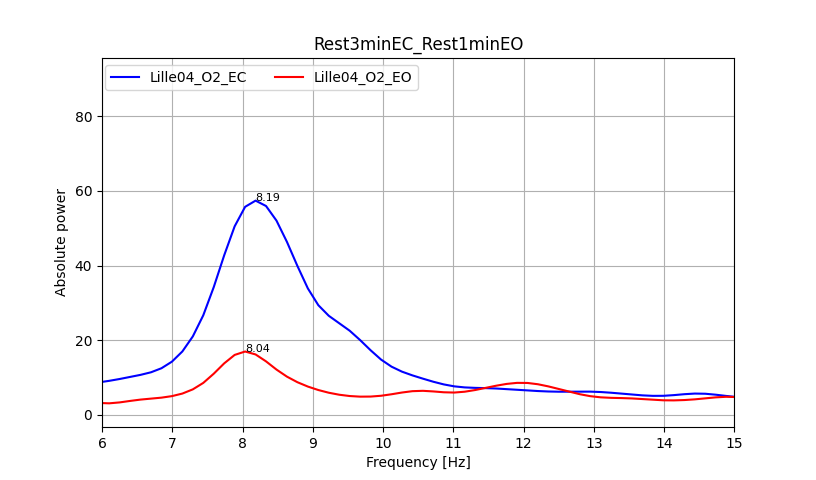 Rest3minEC_Rest1minEO
Lille04_O2_EC
Lille04_O2_EO
80
60
40
20
0
Absolute power
8.19
8.04
6 7 8 9 10 11 12 13 14 15
Frequency [Hz]